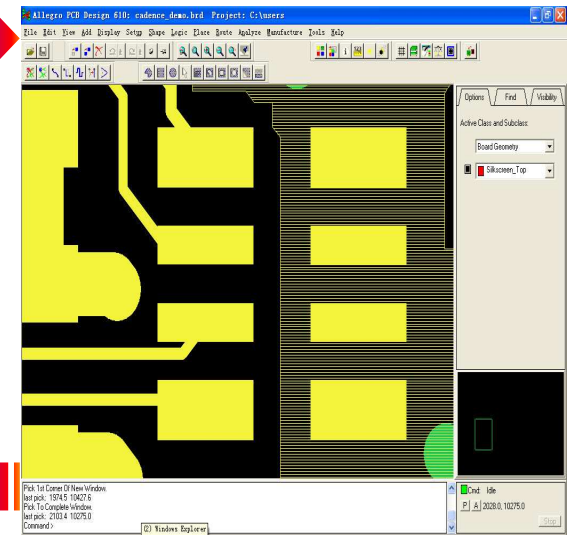 Allegro PCB Design 610: cadence_demo.brd Project: C:\users
File Edit View Add Display Setup Shape Logic Place Route Analyze Manufacture Tools Help
Options Find Visibility
Active Class and Subclass:
Board Geometry
Silkscreen_Top
Pick 1st Corner Of New Window.
last pick: 1974.5 10427.6
Pick To Complete Window.
last pick: 2103.4 10275.0
Command >
(2) Windows Explorer
Cmd: Idle
P A 2028.0, 10275.0
Stop